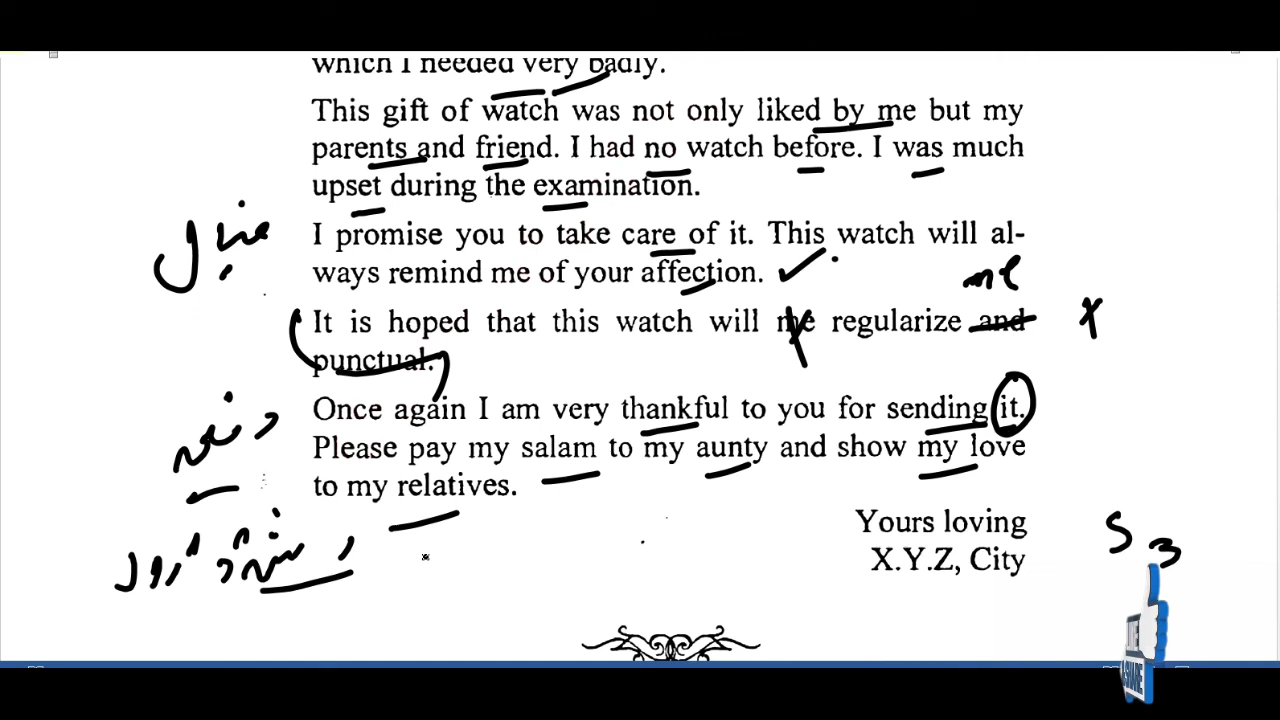 which I needed very badly.
This gift of watch was not only liked by me but my
parents and friend. I had no watch before. I was much
upset during the examination.
I promise you to take care of it. This watch will al-
ways remind me of your affection.
me
It is hoped that this watch will me regularize and
punctual.
Once again I am very thankful to you for sending it.
Please pay my salam to my aunty and show my love
to my relatives.
Yours loving
X.Y.Z, City